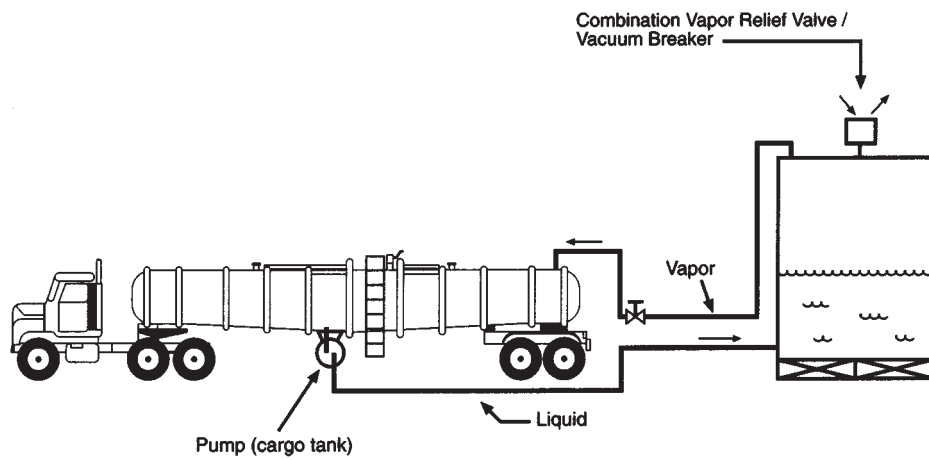 Combination Vapor Relief Valve /
Vacuum Breaker
Vapor
Liquid
Pump (cargo tank)